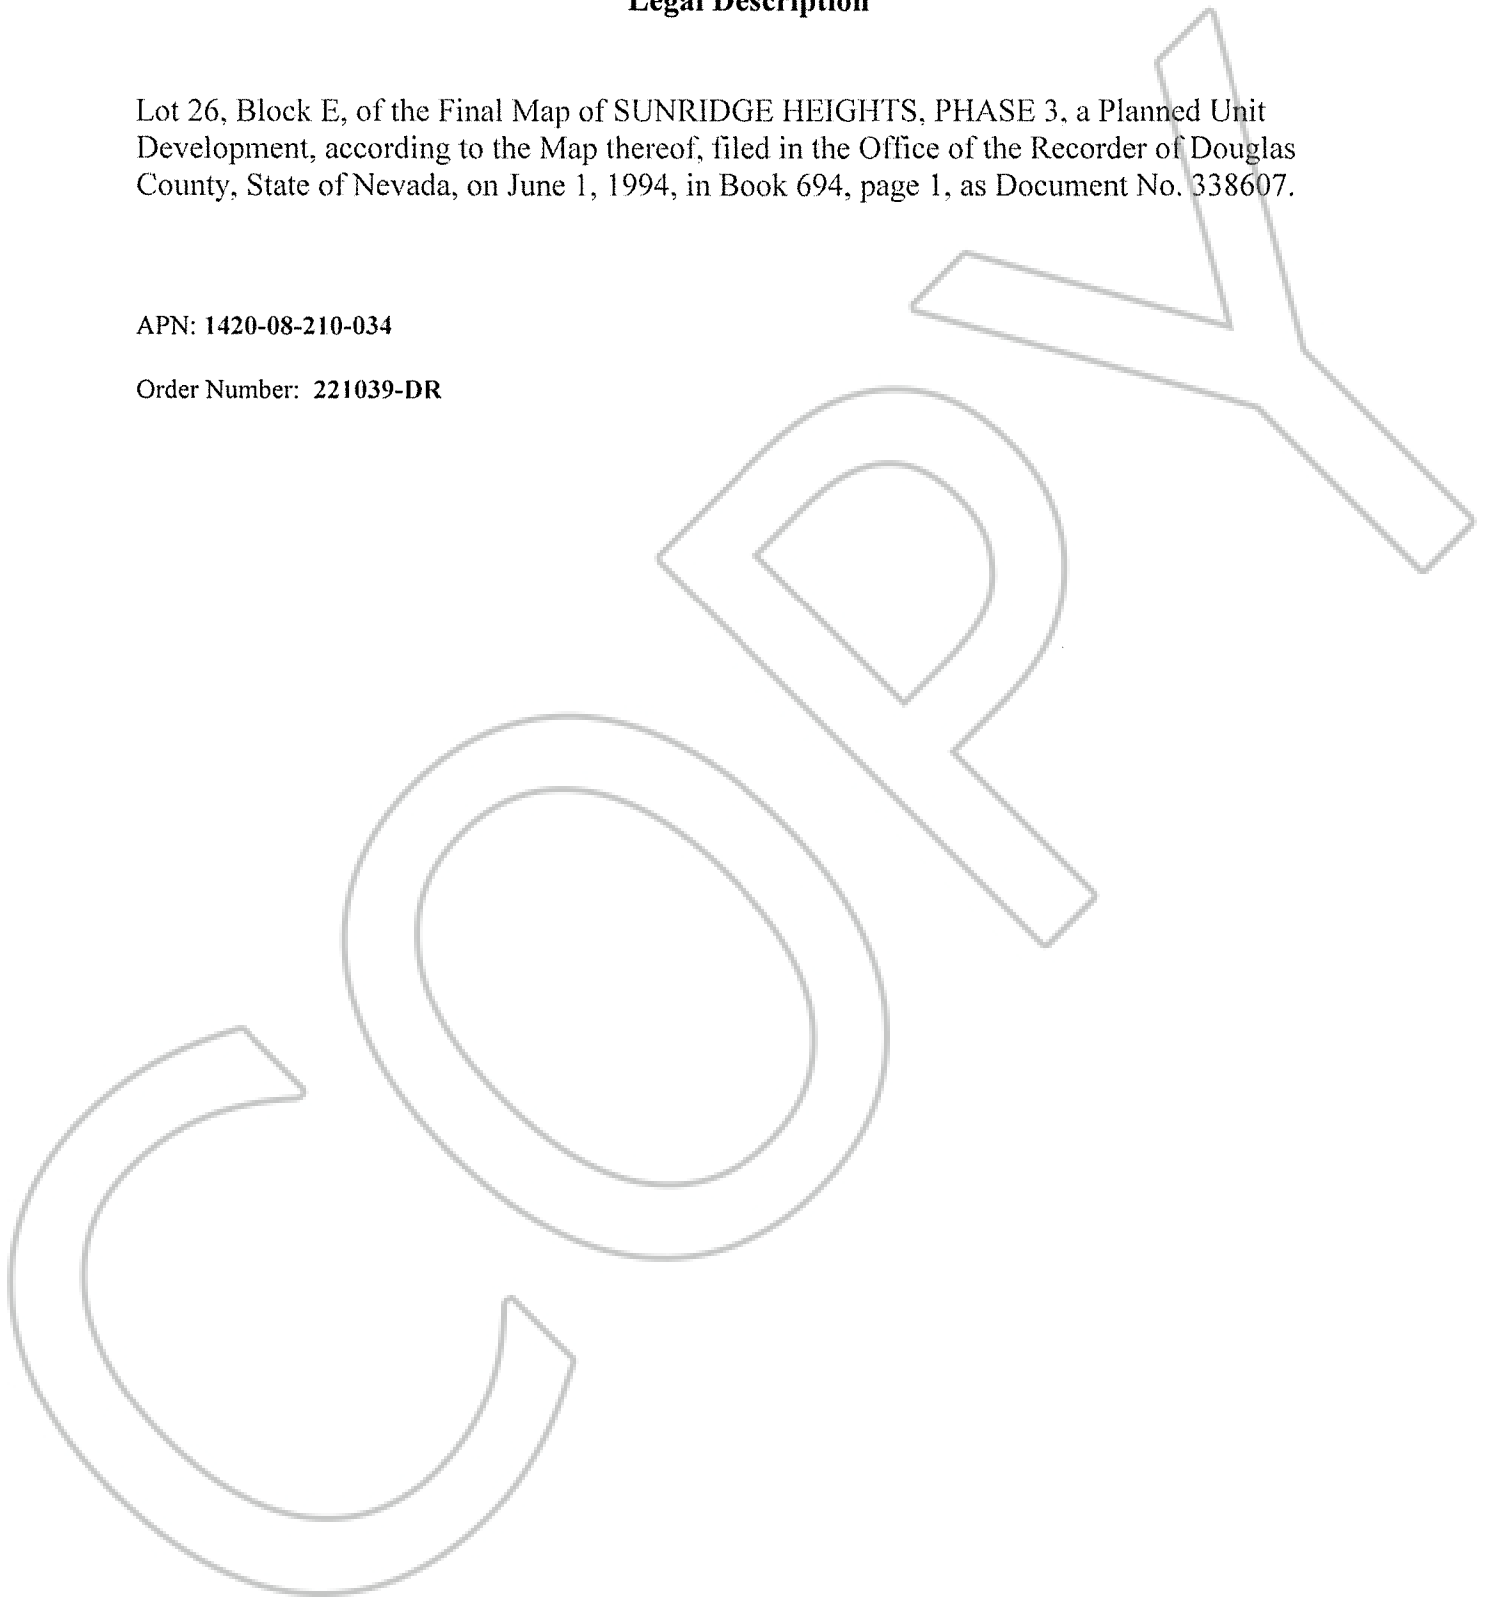 Legal Description
Lot 26, Block E, of the Final Map of SUNRIDGE HEIGHTS, PHASE 3, a Planned Unit
Development, according to the Map thereof, filed in the Office of the Recorder of Douglas
County, State of Nevada, on June 1, 1994, in Book 694, page 1, as Document No. 338607.
APN: 1420-08-210-034
Order Number: 221039-DR
COPY